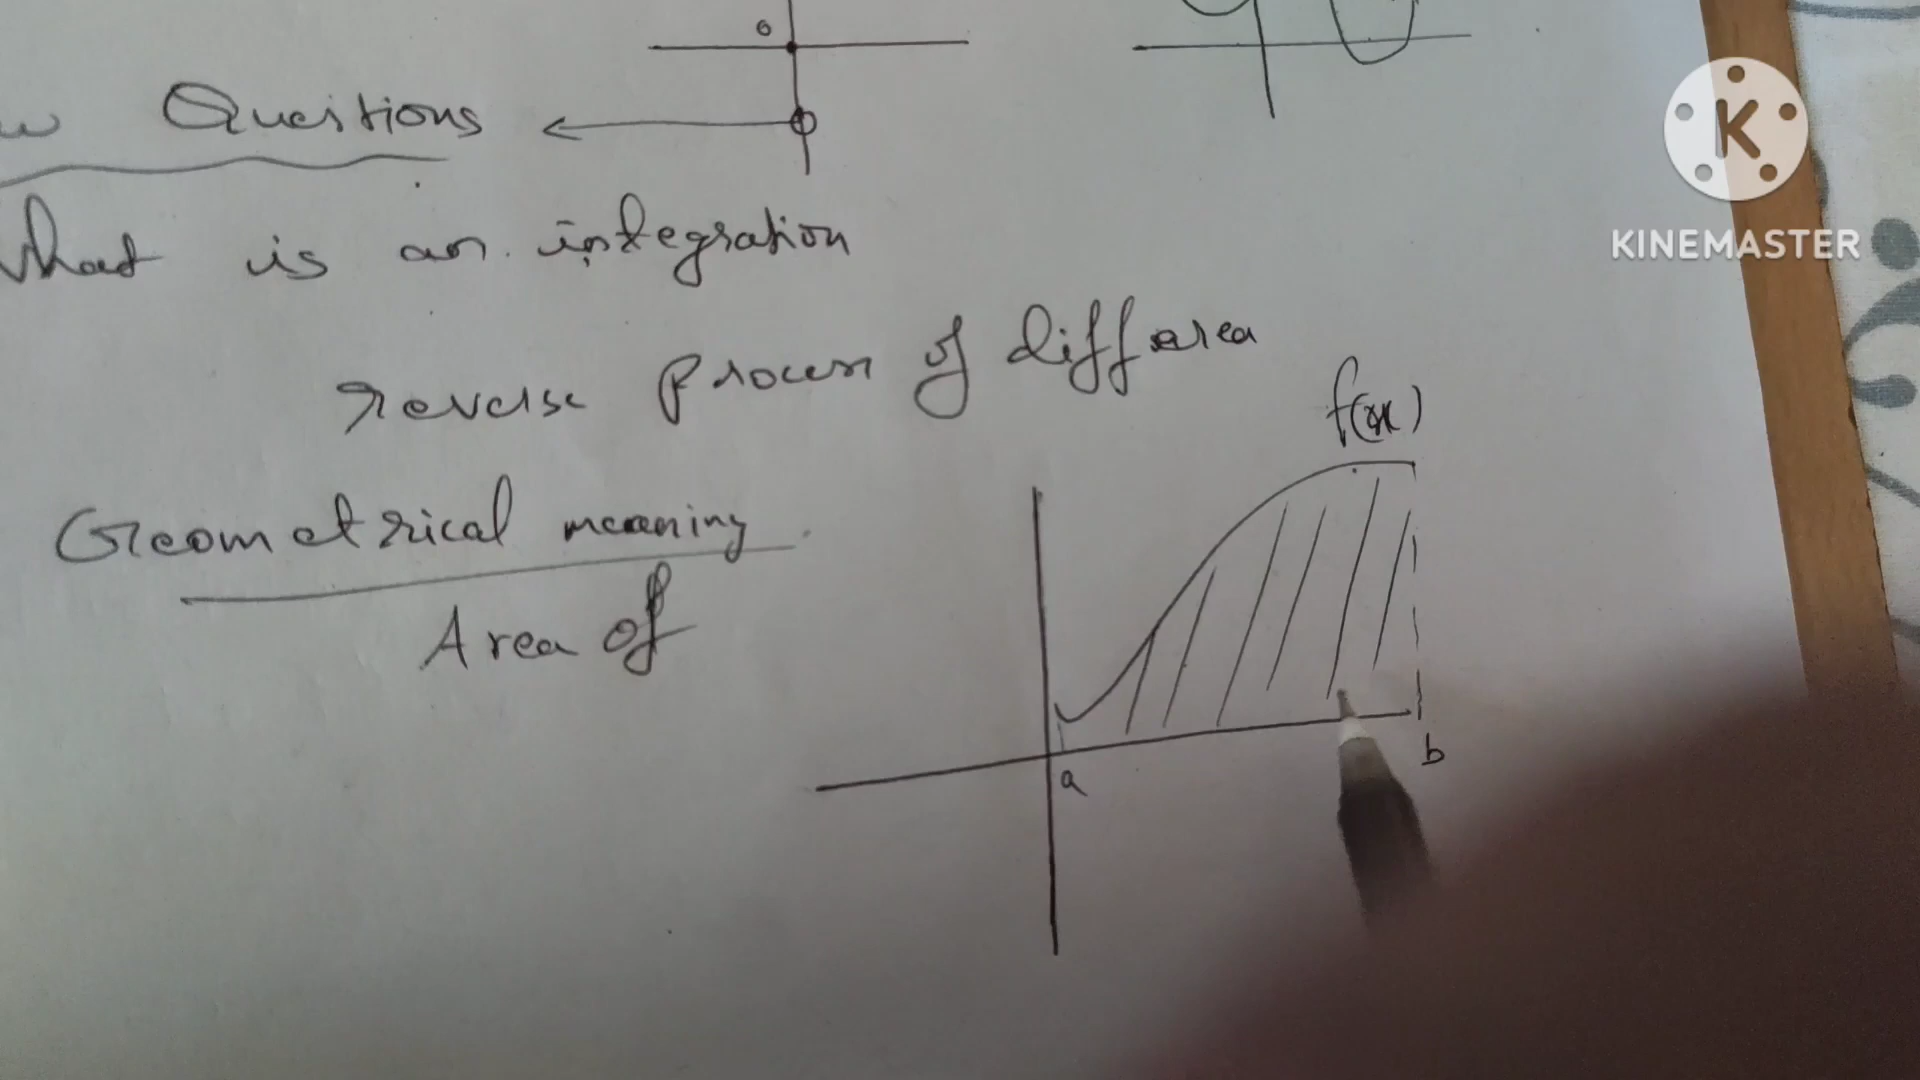 o
w Questions
What is an integration
reverse process of differea
f(x)
Geometrical meaning
Area of
a
b
K
KINEMASTER